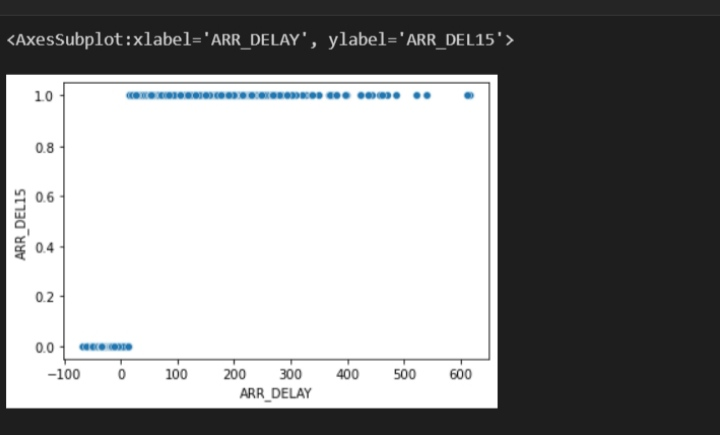 <AxesSubplot:xlabel='ARR_DELAY', ylabel='ARR_DEL15'>
1.0
0.8
0.6
0.4
0.2
0.0
ARR_DEL15
−100 0 100 200 300 400 500 600
ARR_DELAY